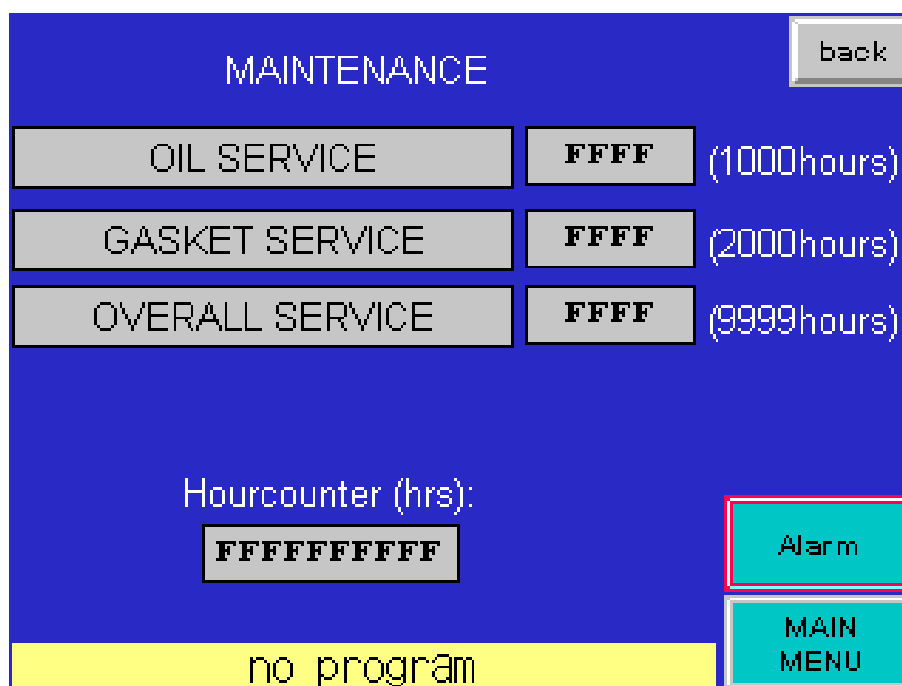 MAINTENANCE
back
OIL SERVICE FFFF (1000hours)
GASKET SERVICE FFFF (2000hours)
OVERALL SERVICE FFFF (9999hours)
Hourcounter (hrs):
FFFFFFFFFF
Alarm
MAIN
MENU
no program